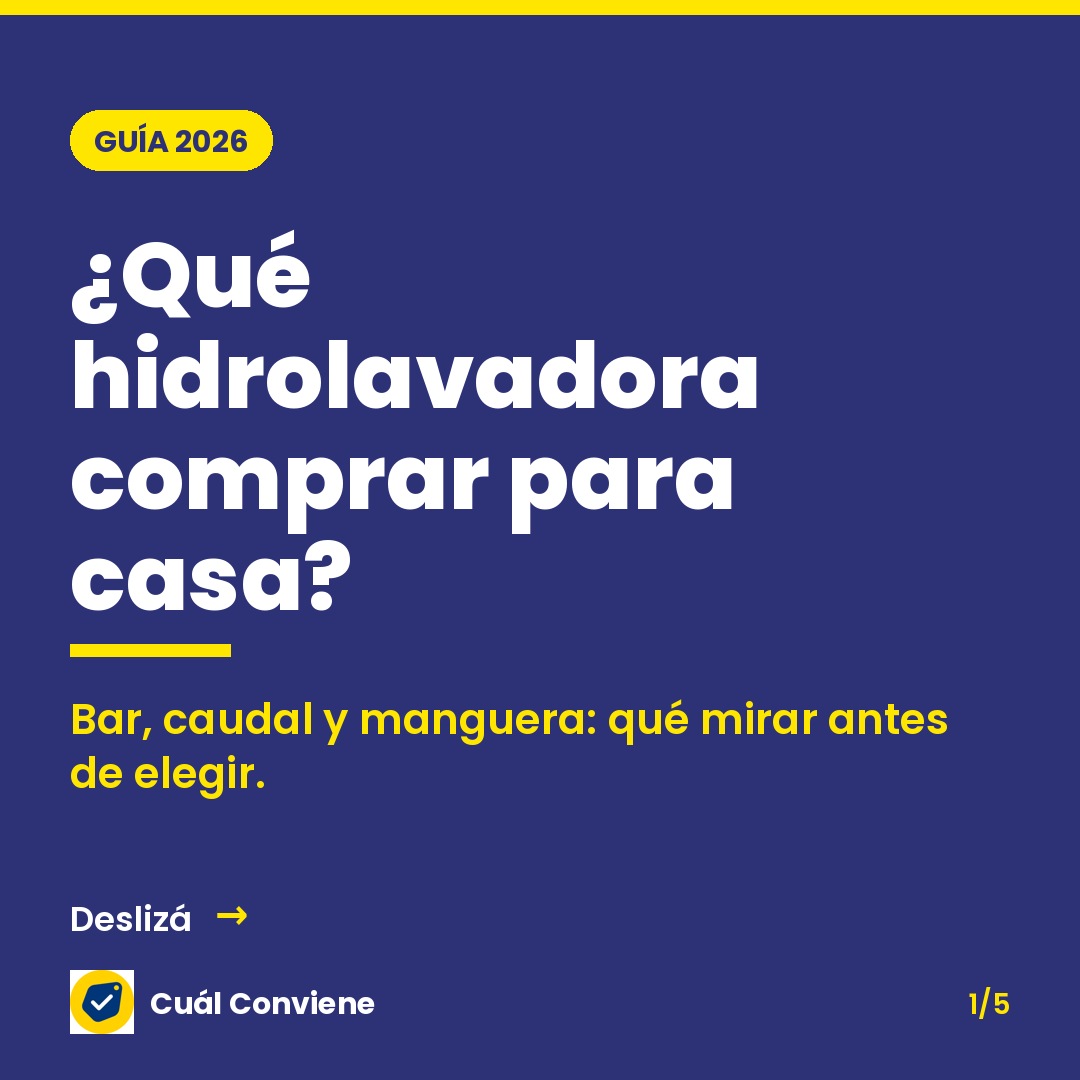 GUÍA 2026
¿Qué
hidrolavadora
comprar para
casa?
Bar, caudal y manguera: qué mirar antes
de elegir.
Deslizá →
Cuál Conviene
1/5